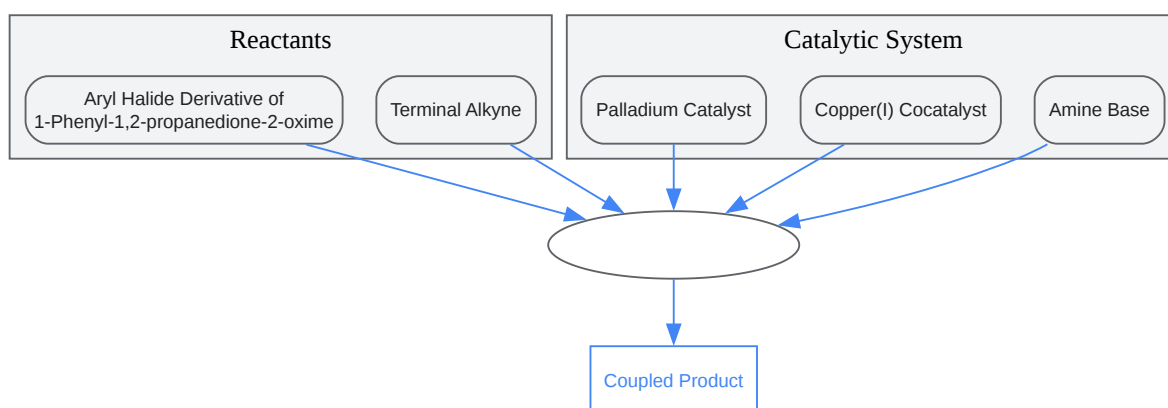 Reactants
Catalytic System
Aryl Halide Derivative of
1-Phenyl-1,2-propanedione-2-oxime
Terminal Alkyne
Palladium Catalyst
Copper(I) Cocatalyst
Amine Base
Coupled Product